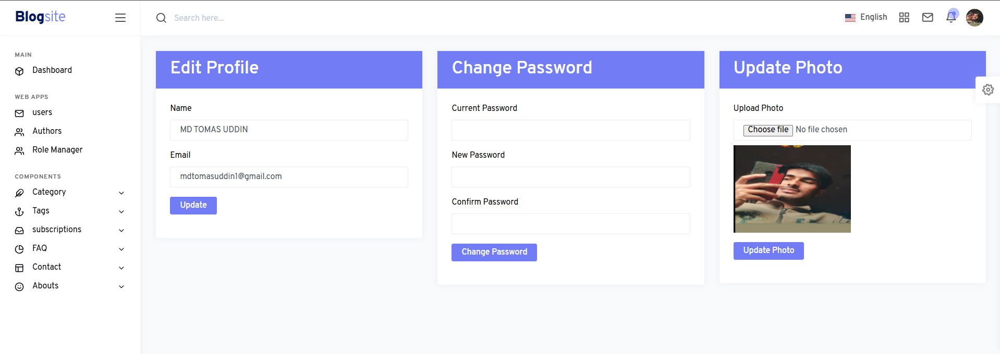 Blogsite
Search here...
English
MAIN
Dashboard
WEB APPS
users
Authors
Role Manager
COMPONENTS
Category
Tags
subscriptions
FAQ
Contact
Abouts
Edit Profile
Name
MD TOMAS UDDIN
Email
mdtomasuddin1@gmail.com
Update
Change Password
Current Password
New Password
Confirm Password
Change Password
Update Photo
Upload Photo
Choose file No file chosen
Update Photo